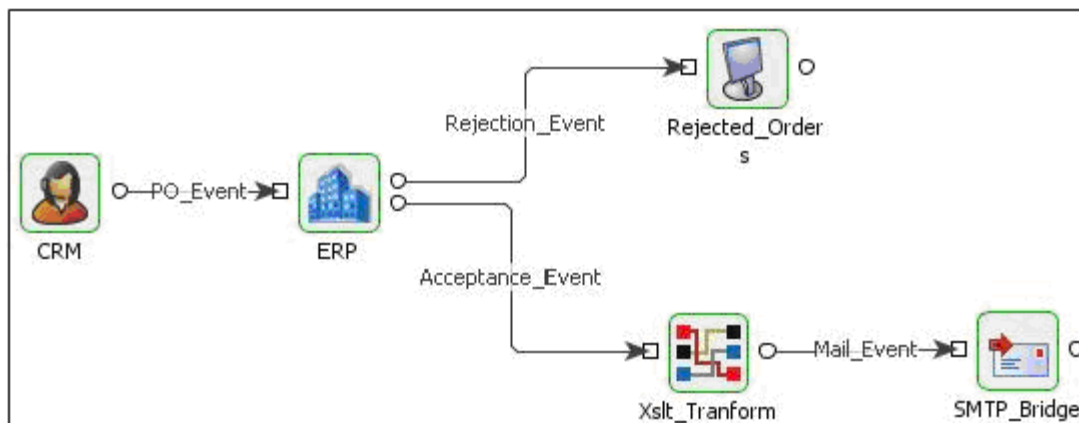 Rejection_Event
Rejected_Order
s
PO_Event
CRM
ERP
Acceptance_Event
Mail_Event
Xslt_Tranform
SMTP_Bridge